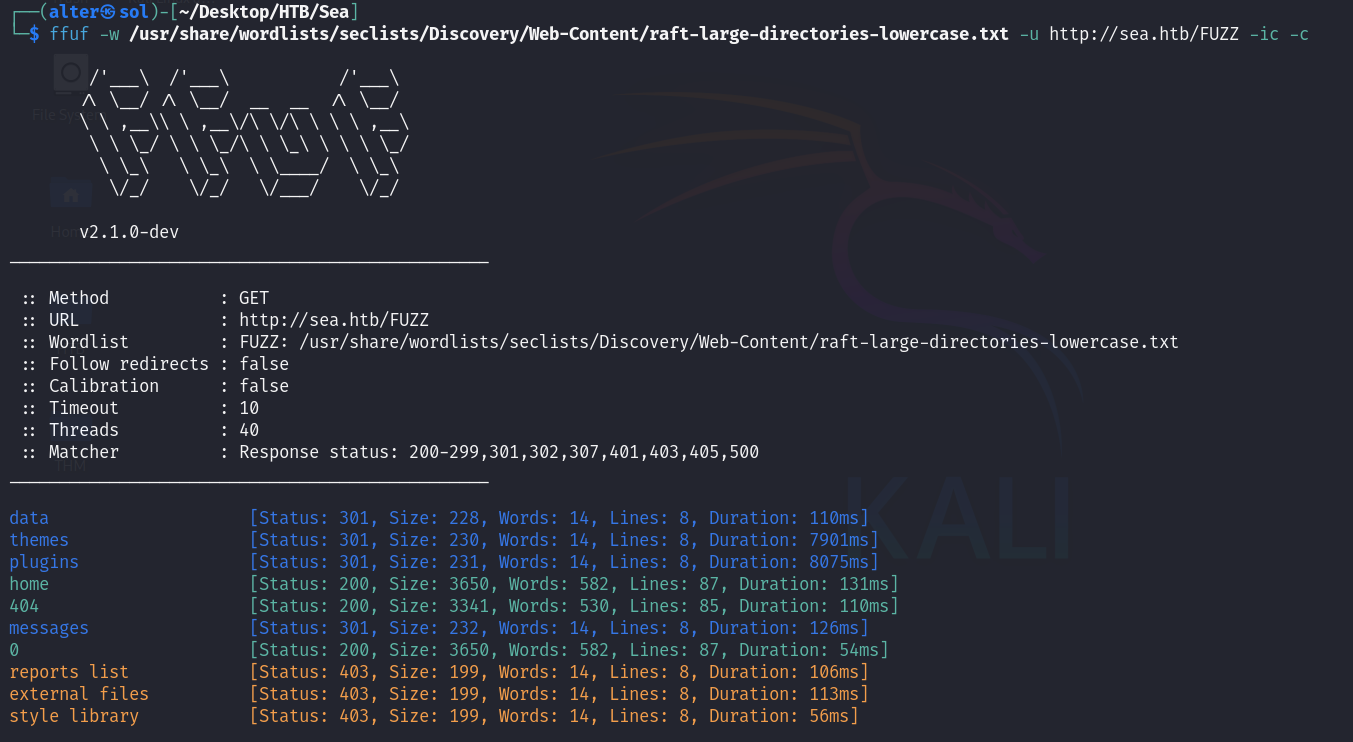 ┌──(alter㉿sol)-[~/Desktop/HTB/Sea]
└─$ ffuf -w /usr/share/wordlists/seclists/Discovery/Web-Content/raft-large-directories-lowercase.txt -u http://sea.htb/FUZZ -ic -c
        /'___\  /'___\           /'___\
       /\ \__/ /\ \__/  __  __  /\ \__/
       \ \ ,__\\ \ ,__\/\ \/\ \ \ \ ,__\
        \ \ \_/ \ \ \_/\ \ \_\ \ \ \ \_/
         \ \_\   \ \_\  \ \____/  \ \_\
          \/_/    \/_/   \/___/    \/_/
File System
Home
v2.1.0-dev
________________________________________________
:: Method           : GET
:: URL              : http://sea.htb/FUZZ
:: Wordlist         : FUZZ: /usr/share/wordlists/seclists/Discovery/Web-Content/raft-large-directories-lowercase.txt
:: Follow redirects : false
:: Calibration      : false
:: Timeout          : 10
:: Threads          : 40
:: Matcher          : Response status: 200-299,301,302,307,401,403,405,500
THM
________________________________________________
KALI
data                    [Status: 301, Size: 228, Words: 14, Lines: 8, Duration: 110ms]
themes                  [Status: 301, Size: 230, Words: 14, Lines: 8, Duration: 7901ms]
plugins                 [Status: 301, Size: 231, Words: 14, Lines: 8, Duration: 8075ms]
home                    [Status: 200, Size: 3650, Words: 582, Lines: 87, Duration: 131ms]
404                     [Status: 200, Size: 3341, Words: 530, Lines: 85, Duration: 110ms]
messages                [Status: 301, Size: 232, Words: 14, Lines: 8, Duration: 126ms]
0                       [Status: 200, Size: 3650, Words: 582, Lines: 87, Duration: 54ms]
reports list            [Status: 403, Size: 199, Words: 14, Lines: 8, Duration: 106ms]
external files          [Status: 403, Size: 199, Words: 14, Lines: 8, Duration: 113ms]
style library           [Status: 403, Size: 199, Words: 14, Lines: 8, Duration: 56ms]